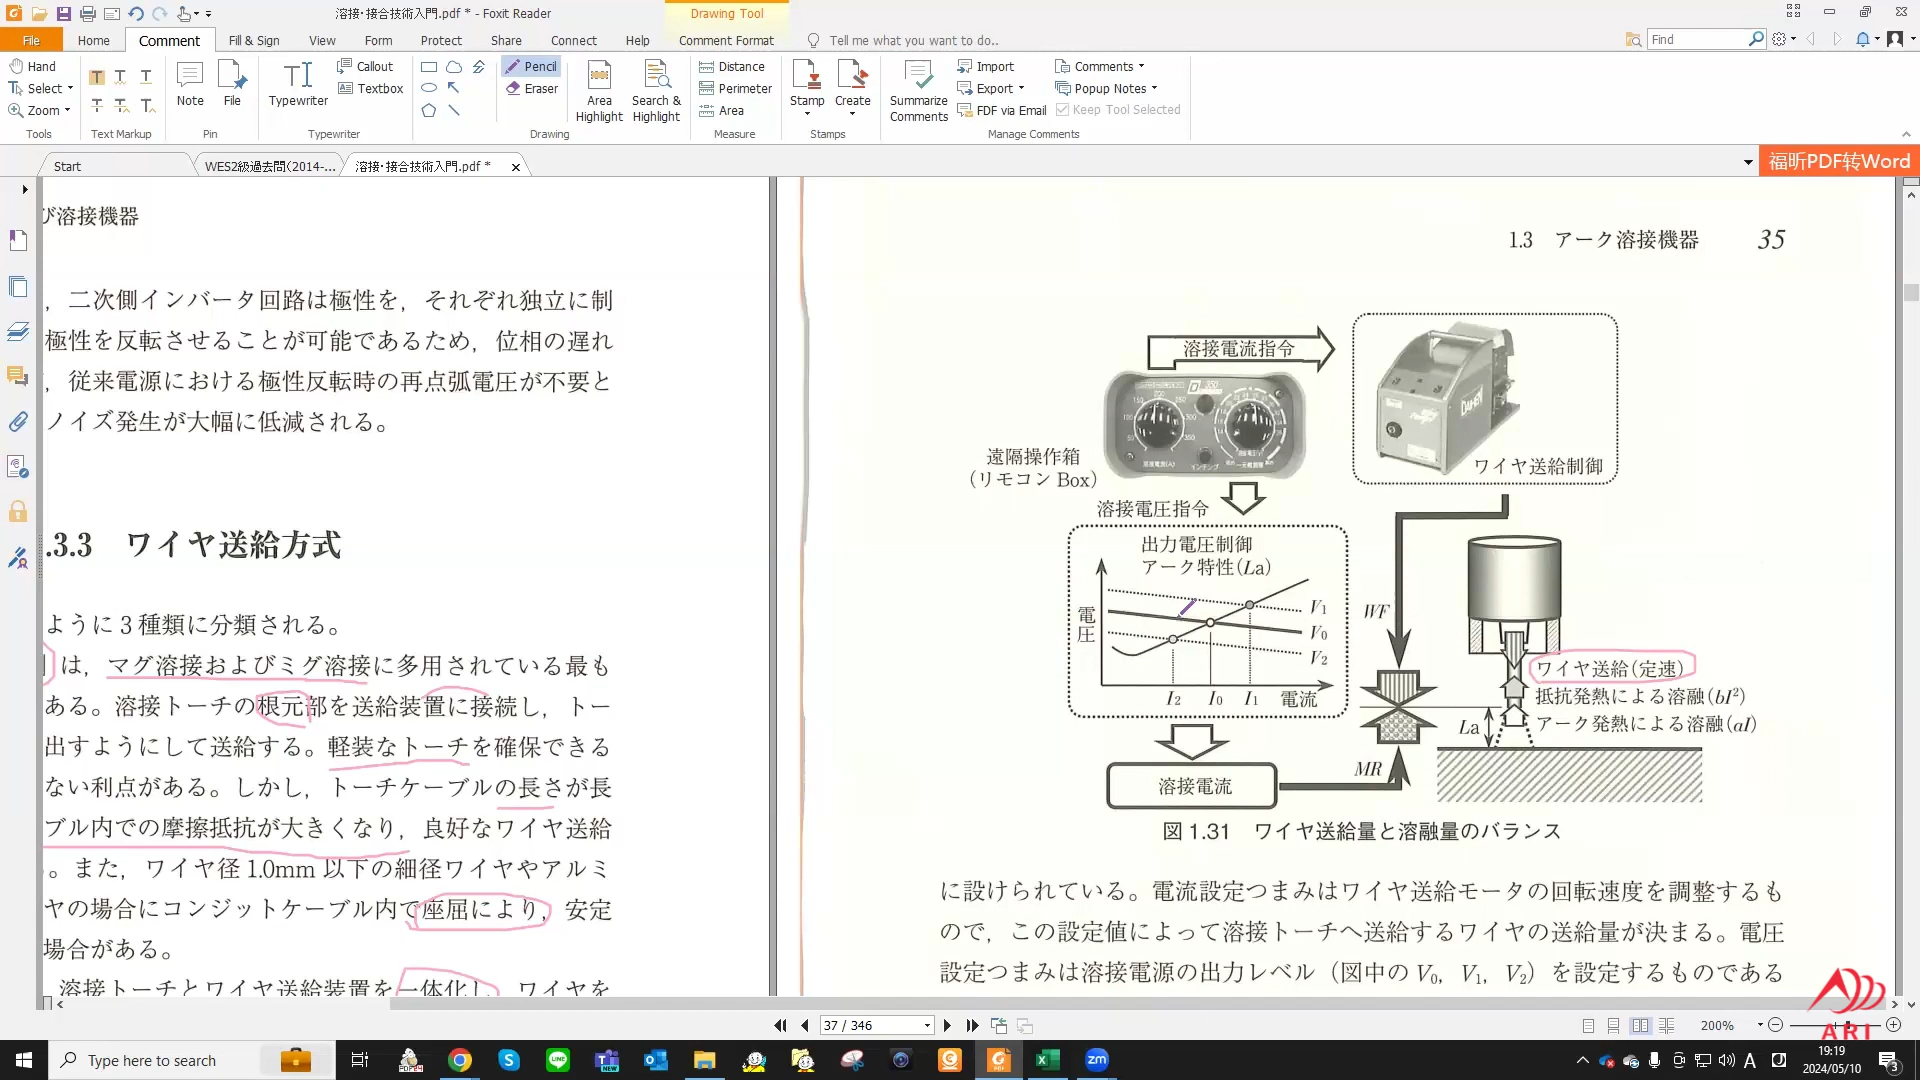 溶接・接合技術入門.pdf * - Foxit Reader
Drawing Tool
File
Home
Comment
Fill & Sign
View
Form
Protect
Share
Connect
Help
Comment Format
Tell me what you want to do..
Find
Hand
Select
Zoom
Tools
Text Markup
Note
File
Pin
Typewriter
Callout
Textbox
Typewriter
Pencil
Eraser
Area Highlight
Search & Highlight
Drawing
Distance
Perimeter
Area
Measure
Stamp
Create
Stamps
Summarize Comments
Import
Export
FDF via Email
Comments
Popup Notes
Keep Tool Selected
Manage Comments
Start
WES2級過去問(2014-...
溶接・接合技術入門.pdf *
福昕PDF转Word
び溶接機器
，二次側インバータ回路は極性を，それぞれ独立に制
極性を反転させることが可能であるため，位相の遅れ
，従来電源における極性反転時の再点弧電圧が不要と
ノイズ発生が大幅に低減される。
.3.3　ワイヤ送給方式
ように3種類に分類される。
は，マグ溶接およびミグ溶接に多用されている最も
ある。溶接トーチの根元部を送給装置に接続し，トー
出すようにして送給する。軽装なトーチを確保できる
ない利点がある。しかし，トーチケーブルの長さが長
ブル内での摩擦抵抗が大きくなり，良好なワイヤ送給
。また，ワイヤ径1.0mm以下の細径ワイヤやアルミ
ヤの場合にコンジットケーブル内で座屈により，安定
場合がある。
溶接トーチとワイヤ送給装置を一体化し，ワイヤを
1.3　アーク溶接機器　35
溶接電流指令
遠隔操作箱
（リモコンBox）
ワイヤ送給制御
DAIHEN
溶接電圧指令
出力電圧制御
アーク特性(La)
電圧
V1
V0
V2
I2 I0 I1 電流
WF
ワイヤ送給(定速)
抵抗発熱による溶融(bI²)
アーク発熱による溶融(aI)
La
MR
溶接電流
図1.31　ワイヤ送給量と溶融量のバランス
に設けられている。電流設定つまみはワイヤ送給モータの回転速度を調整するも
ので，この設定値によって溶接トーチへ送給するワイヤの送給量が決まる。電圧
設定つまみは溶接電源の出力レベル（図中のV0，V1，V2）を設定するものである
ARI
37 / 346
200%
Type here to search
19:19
2024/05/10